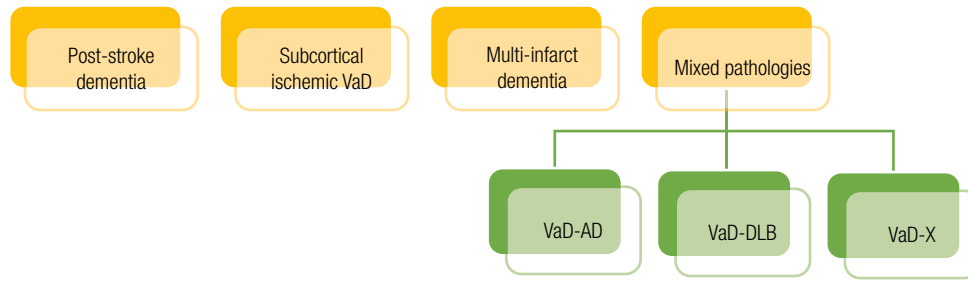 Post-stroke
dementia
Subcortical
ischemic VaD
Multi-infarct
dementia
Mixed pathologies
VaD-AD
VaD-DLB
VaD-X